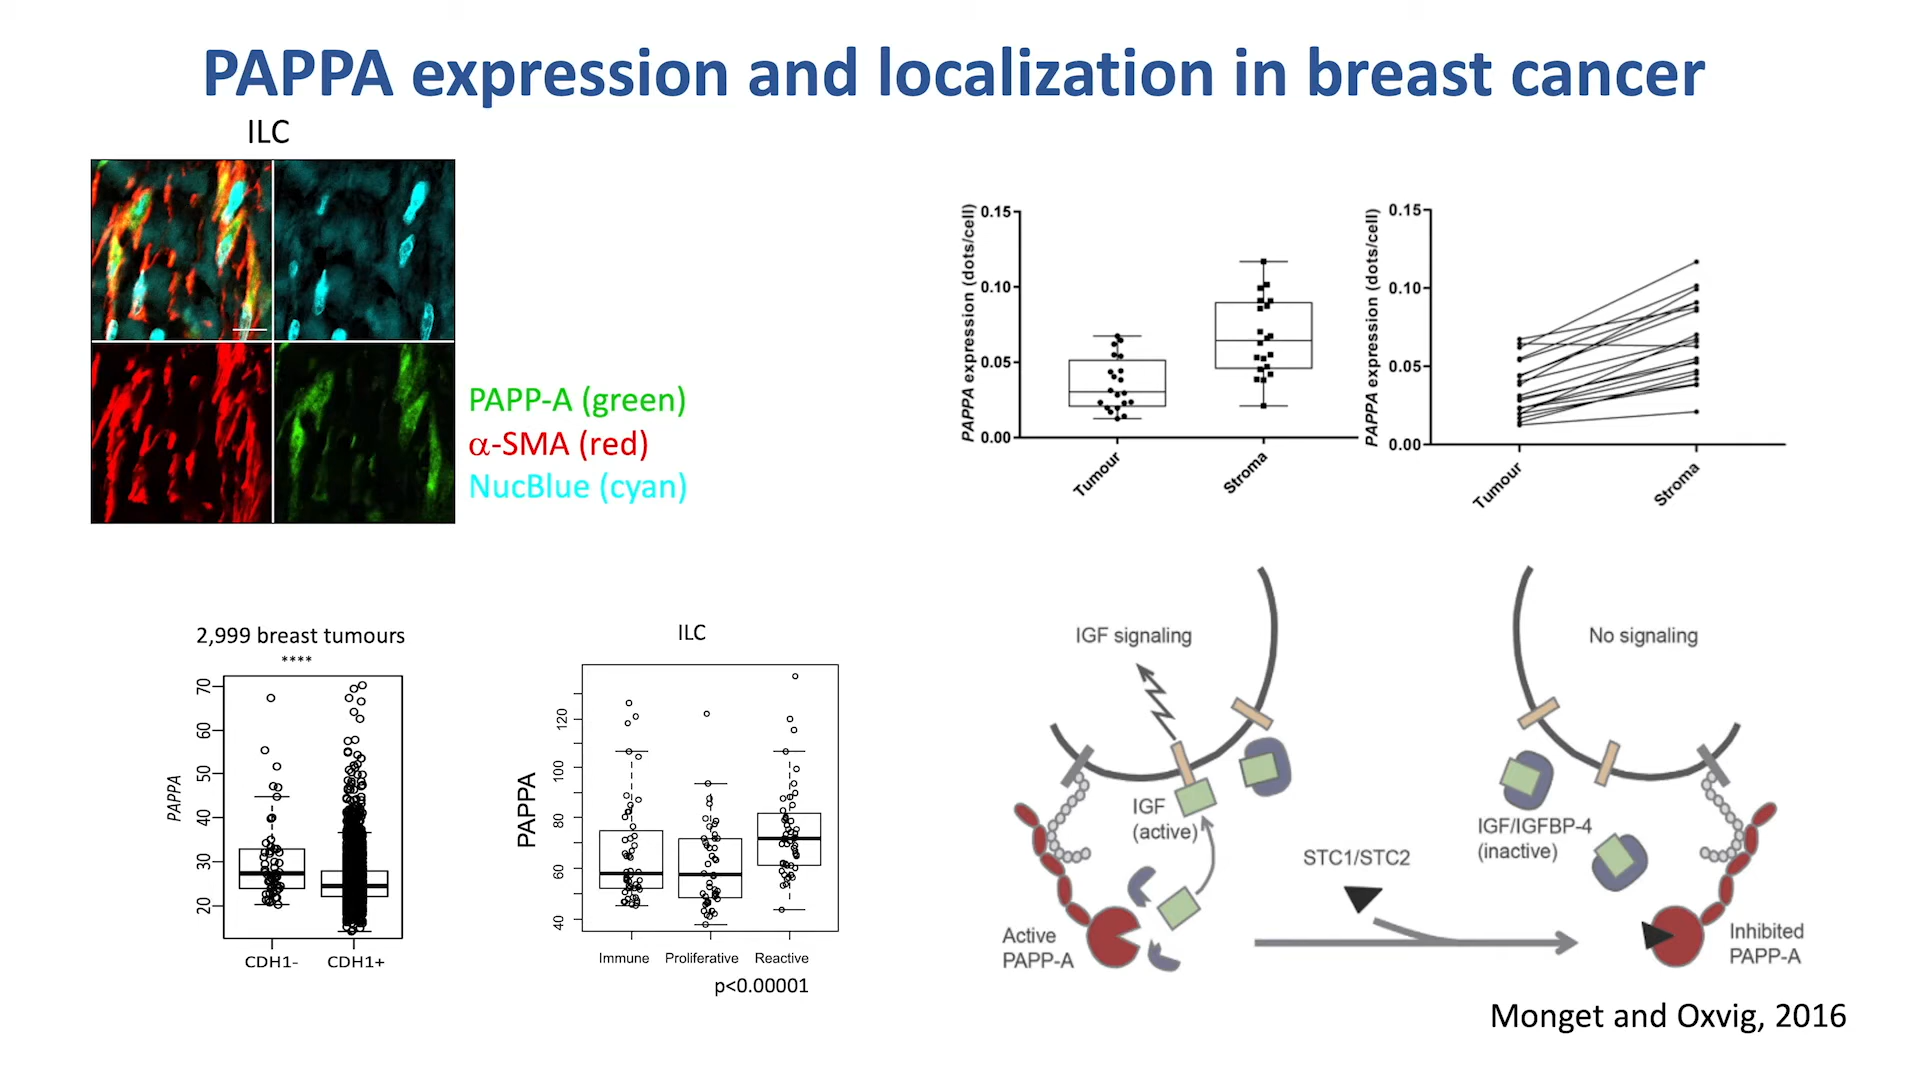 PAPPA expression and localization in breast cancer
ILC
PAPP-A (green)
α-SMA (red)
NucBlue (cyan)
PAPPA expression (dots/cell)
0.15
0.10
0.05
0.00
Tumour
Stroma
PAPPA expression (dots/cell)
0.15
0.10
0.05
0.00
Tumour
Stroma
2,999 breast tumours
****
PAPPA
70
60
50
40
30
20
CDH1-
CDH1+
ILC
PAPPA
120
100
80
60
40
Immune
Proliferative
Reactive
p<0.00001
IGF signaling
No signaling
IGF
(active)
IGF/IGFBP-4
(inactive)
STC1/STC2
Active
PAPP-A
Inhibited
PAPP-A
Monget and Oxvig, 2016